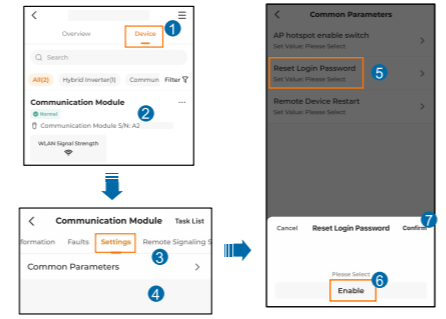 Overview Device 1
Search
All(2) Hybrid Inverter(1) Commun Filter
Communication Module ...
Normal 2
Communication Module S/N: A2
WLAN Signal Strength
Communication Module Task List
formation Faults Settings Remote Signaling S
3
Common Parameters
4
Common Parameters
AP hotspot enable switch
Set Value: Please Select
Reset Login Password 5
Set Value: Please Select
Remote Device Restart
Set Value: Please Select
7
Cancel Reset Login Password Confirm
Please Select 6
Enable